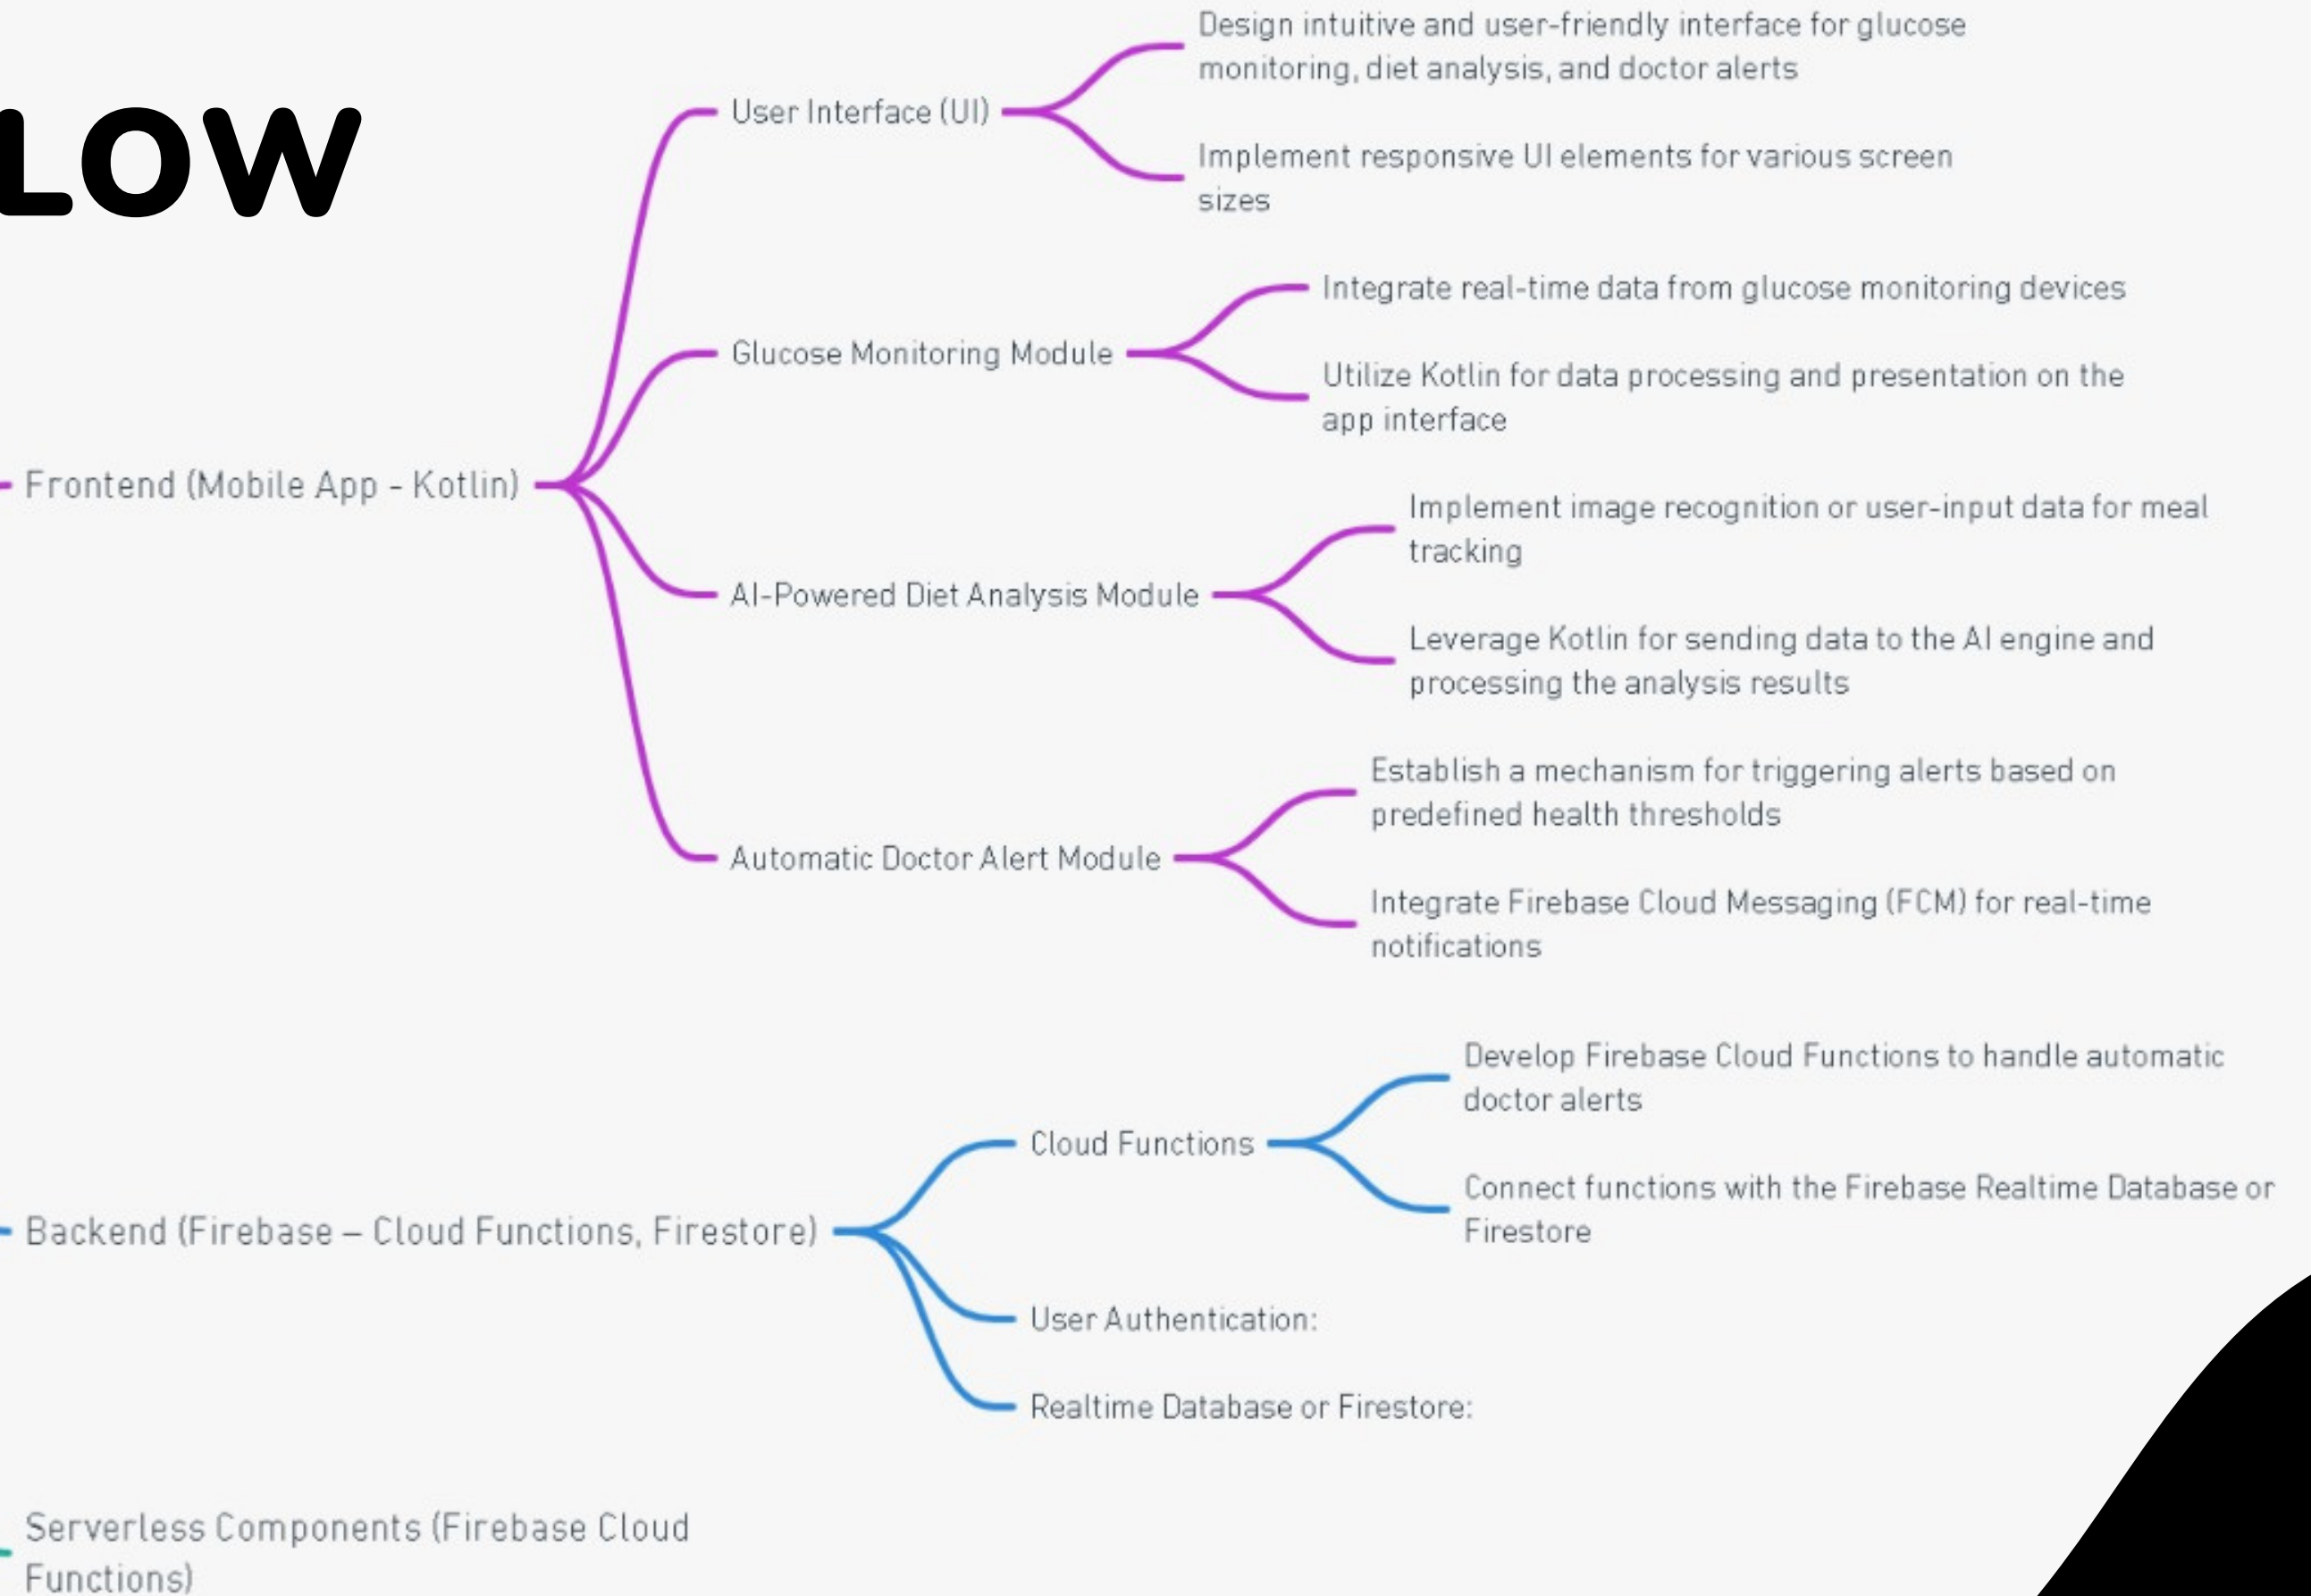 LOW
Design intuitive and user-friendly interface for glucose
monitoring, diet analysis, and doctor alerts
User Interface (UI)
Implement responsive UI elements for various screen
sizes
Integrate real-time data from glucose monitoring devices
Glucose Monitoring Module
Utilize Kotlin for data processing and presentation on the
app interface
Frontend (Mobile App - Kotlin)
Implement image recognition or user-input data for meal
tracking
AI-Powered Diet Analysis Module
Leverage Kotlin for sending data to the AI engine and
processing the analysis results
Establish a mechanism for triggering alerts based on
predefined health thresholds
Automatic Doctor Alert Module
Integrate Firebase Cloud Messaging (FCM) for real-time
notifications
Develop Firebase Cloud Functions to handle automatic
doctor alerts
Cloud Functions
Connect functions with the Firebase Realtime Database or
Firestore
Backend (Firebase – Cloud Functions, Firestore)
User Authentication:
Realtime Database or Firestore:
Serverless Components (Firebase Cloud
Functions)